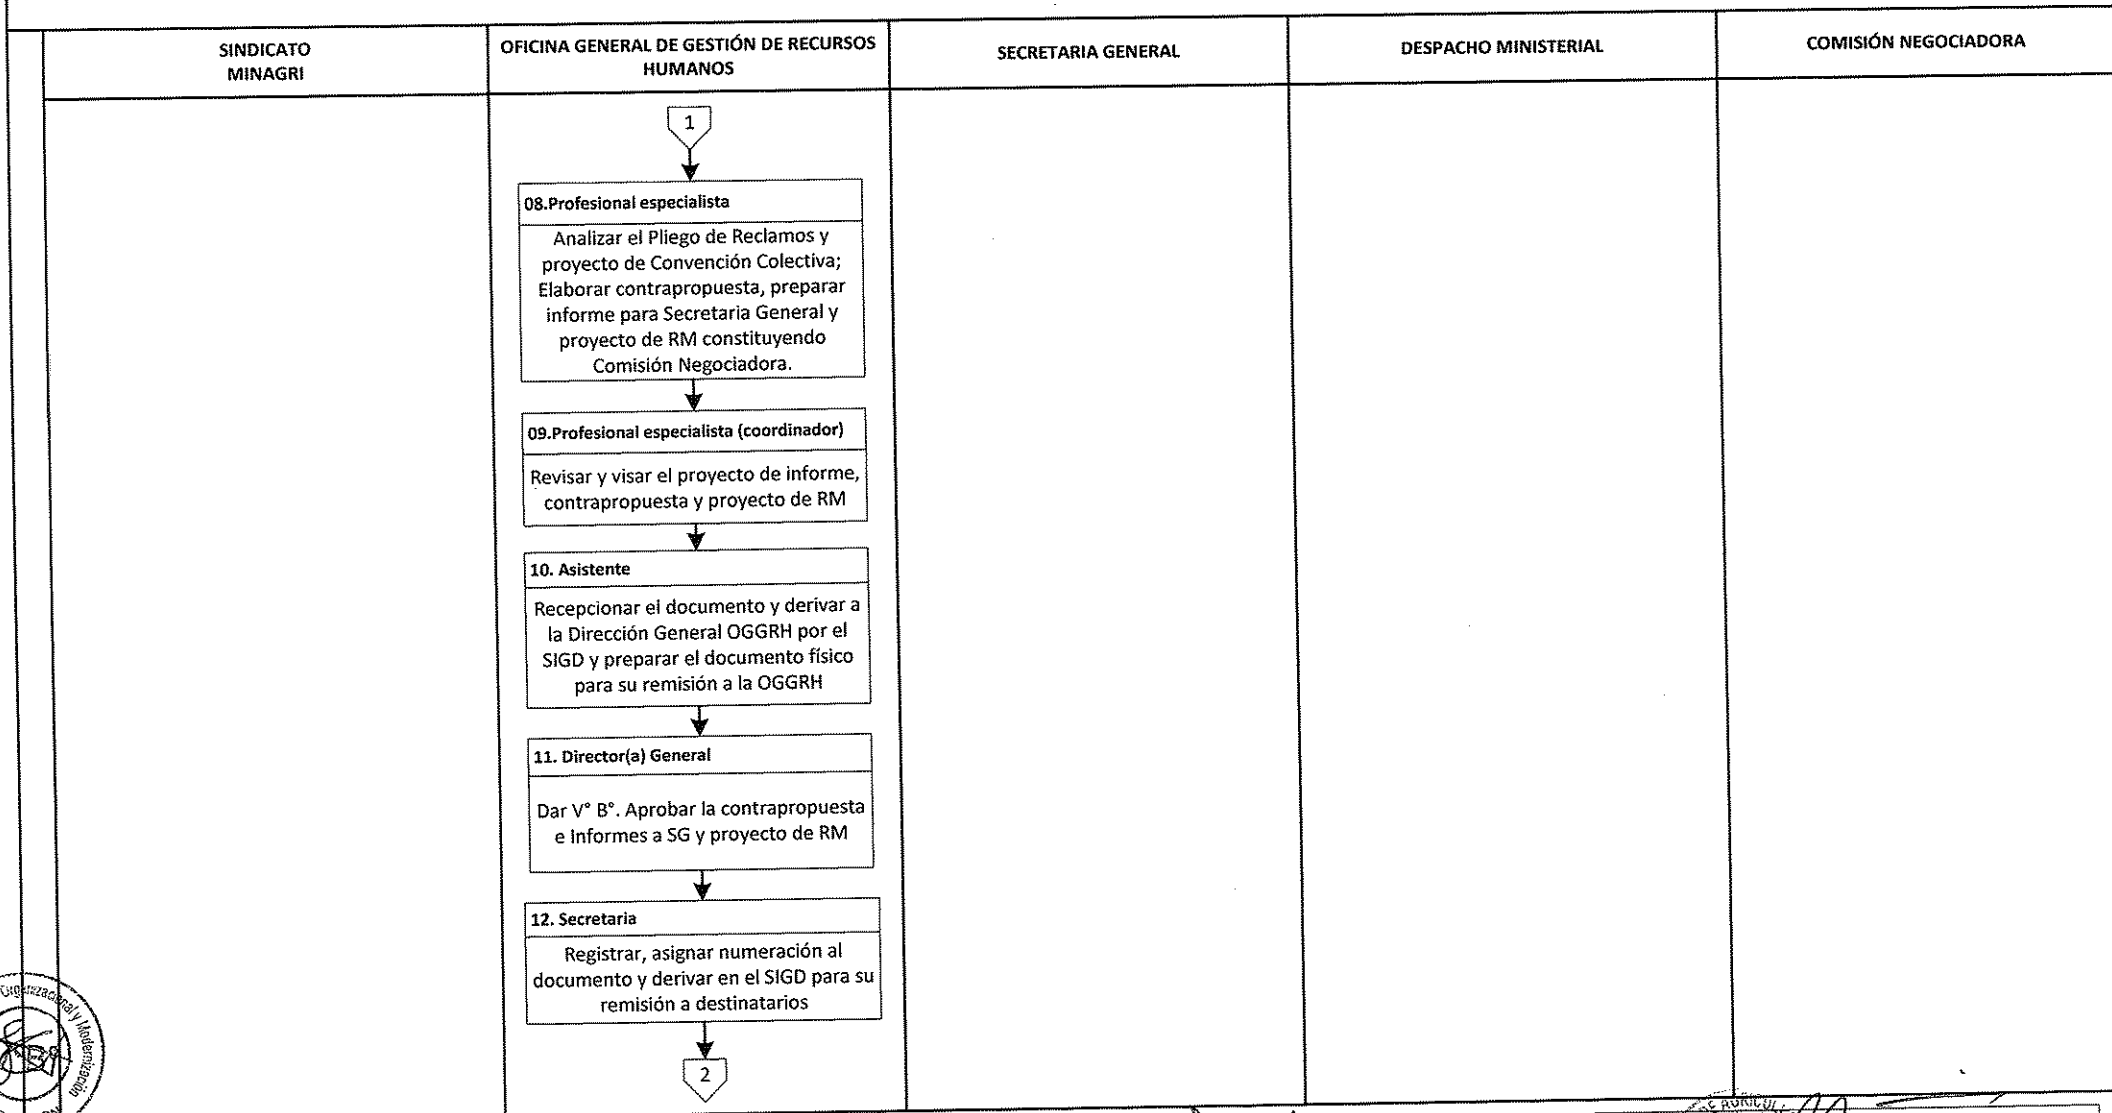 SINDICATO
MINAGRI
OFICINA GENERAL DE GESTIÓN DE RECURSOS
HUMANOS
SECRETARIA GENERAL
DESPACHO MINISTERIAL
COMISIÓN NEGOCIADORA
1
08.Profesional especialista
Analizar el Pliego de Reclamos y
proyecto de Convención Colectiva;
Elaborar contrapropuesta, preparar
informe para Secretaria General y
proyecto de RM constituyendo
Comisión Negociadora.
09.Profesional especialista (coordinador)
Revisar y visar el proyecto de informe,
contrapropuesta y proyecto de RM
10. Asistente
Recepcionar el documento y derivar a
la Dirección General OGGRH por el
SIGD y preparar el documento físico
para su remisión a la OGGRH
11. Director(a) General
Dar V° B°. Aprobar la contrapropuesta
e Informes a SG y proyecto de RM
12. Secretaria
Registrar, asignar numeración al
documento y derivar en el SIGD para su
remisión a destinatarios
2
Organizacional y Modernización